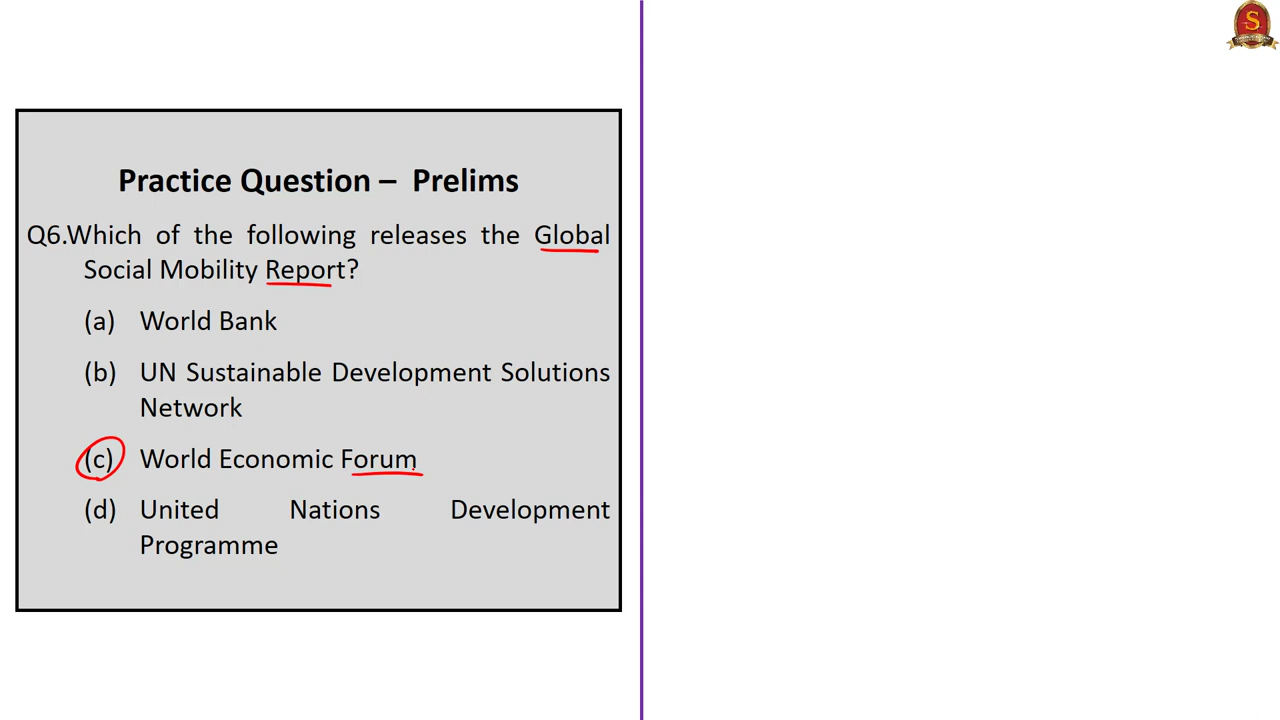 S
Practice Question – Prelims
Q6.Which of the following releases the Global
Social Mobility Report?
(a) World Bank
(b) UN Sustainable Development Solutions
Network
(c) World Economic Forum
(d) United Nations Development
Programme